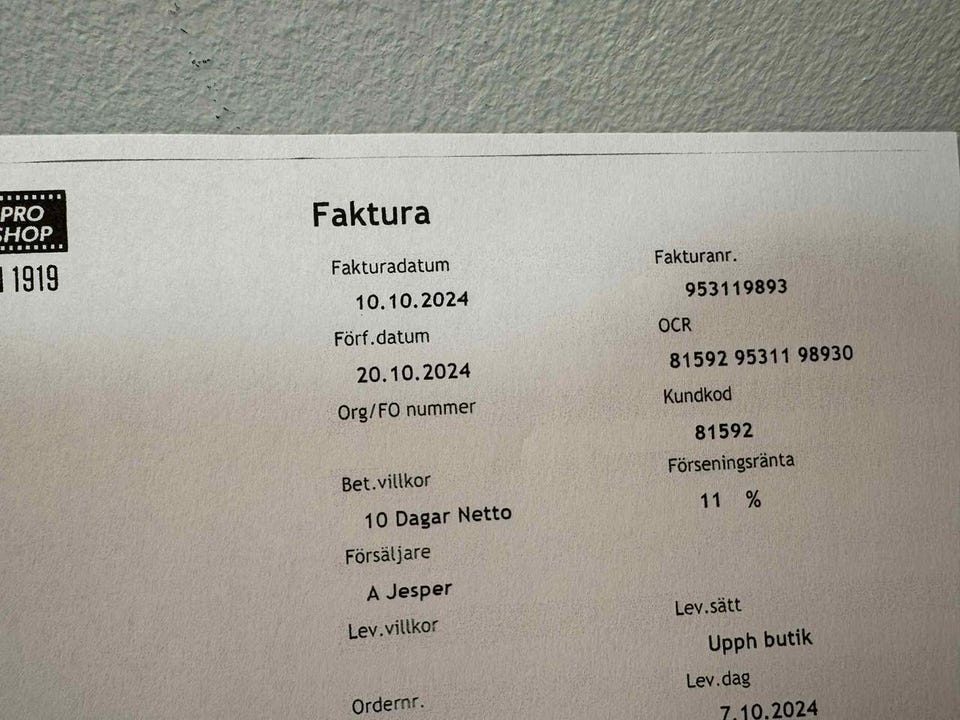 PRO
SHOP
1919
Faktura
Fakturadatum
10.10.2024
Förf.datum
20.10.2024
Org/FO nummer
Bet.villkor
10 Dagar Netto
Försäljare
A Jesper
Lev.villkor
Ordernr.
Fakturanr.
953119893
OCR
81592 95311 98930
Kundkod
81592
Förseningsränta
11 %
Lev.sätt
Upph butik
Lev.dag
7.10.2024